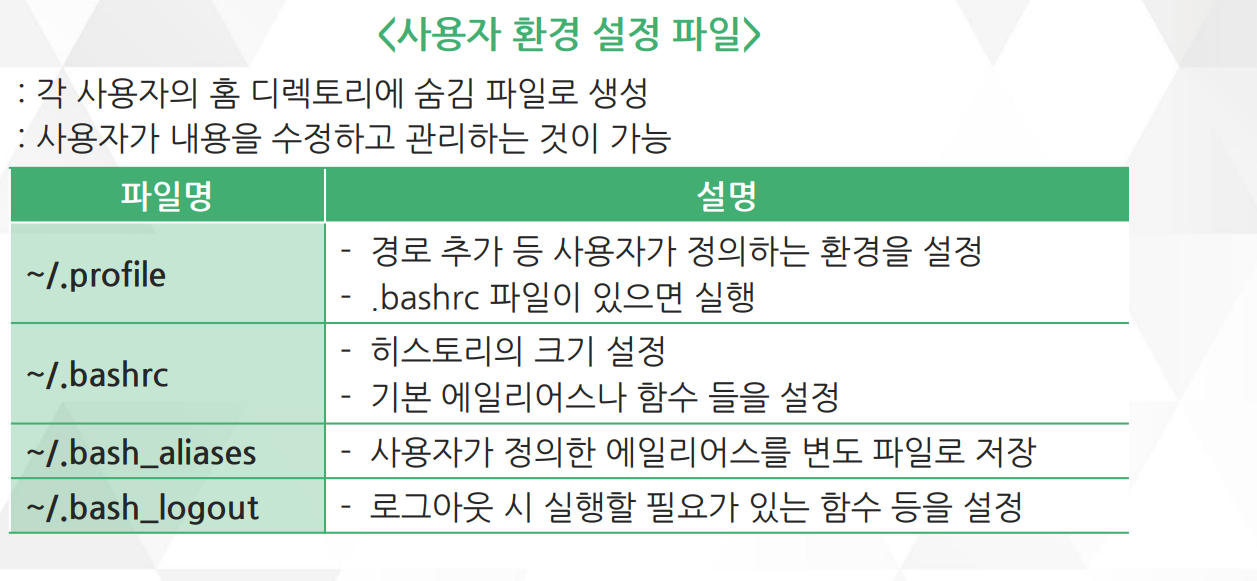 <사용자 환경 설정 파일>
: 각 사용자의 홈 디렉토리에 숨김 파일로 생성
: 사용자가 내용을 수정하고 관리하는 것이 가능
파일명 설명
~/.profile
- 경로 추가 등 사용자가 정의하는 환경을 설정
- .bashrc 파일이 있으면 실행
~/.bashrc
- 히스토리의 크기 설정
- 기본 에일리어스나 함수 들을 설정
~/.bash_aliases - 사용자가 정의한 에일리어스를 변도 파일로 저장
~/.bash_logout - 로그아웃 시 실행할 필요가 있는 함수 등을 설정